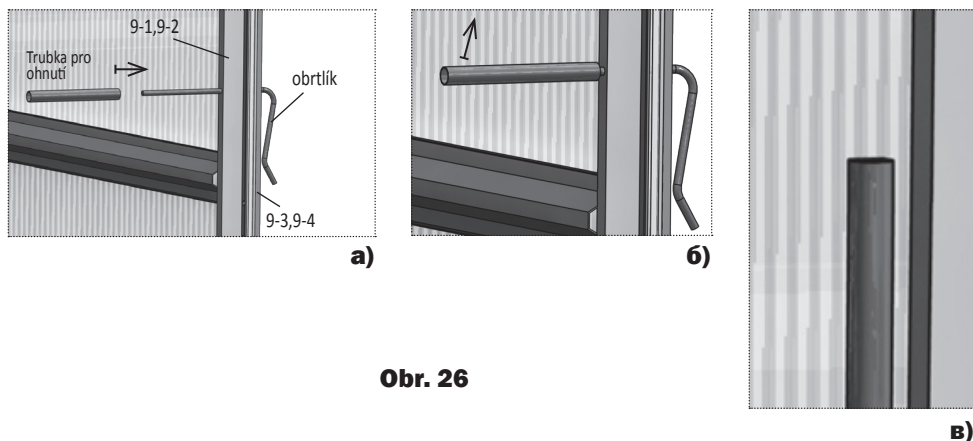 9-1,9-2
Trubka pro
ohnutí
obrtlík
9-3,9-4
а)
б)
Obr. 26
в)